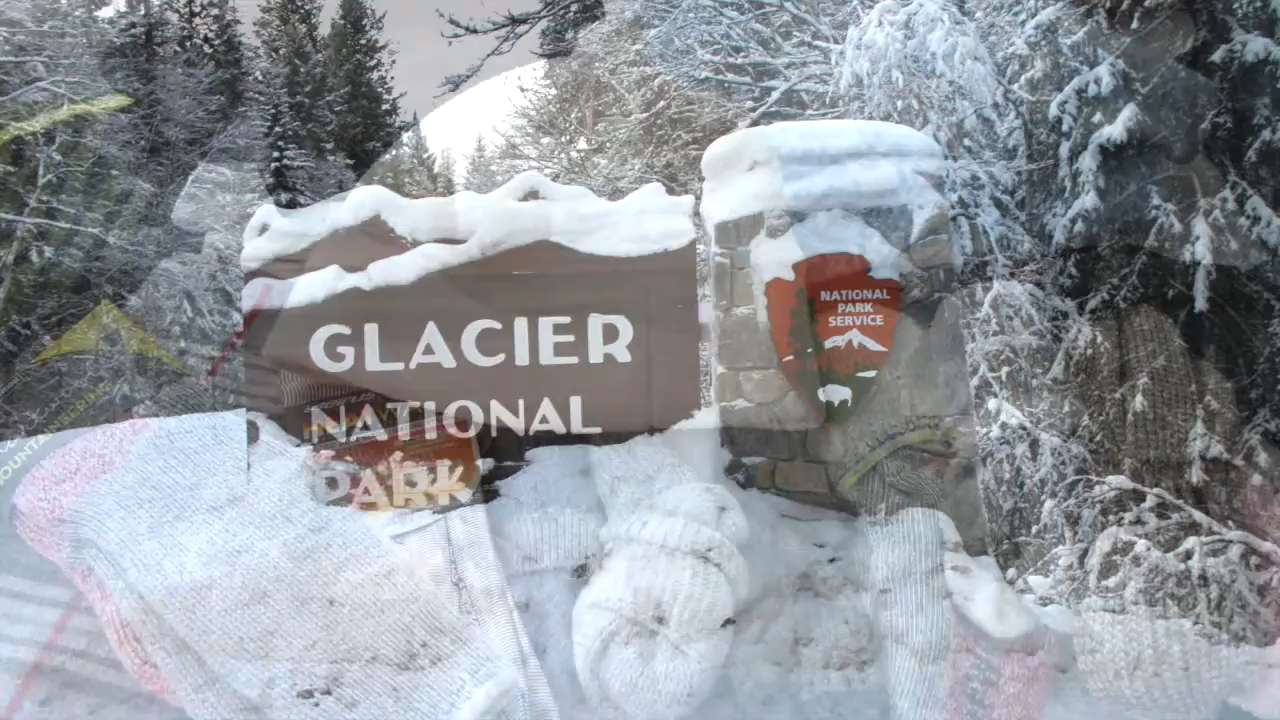 GLACIER
NATIONAL
PARK
NATIONAL
PARK
SERVICE